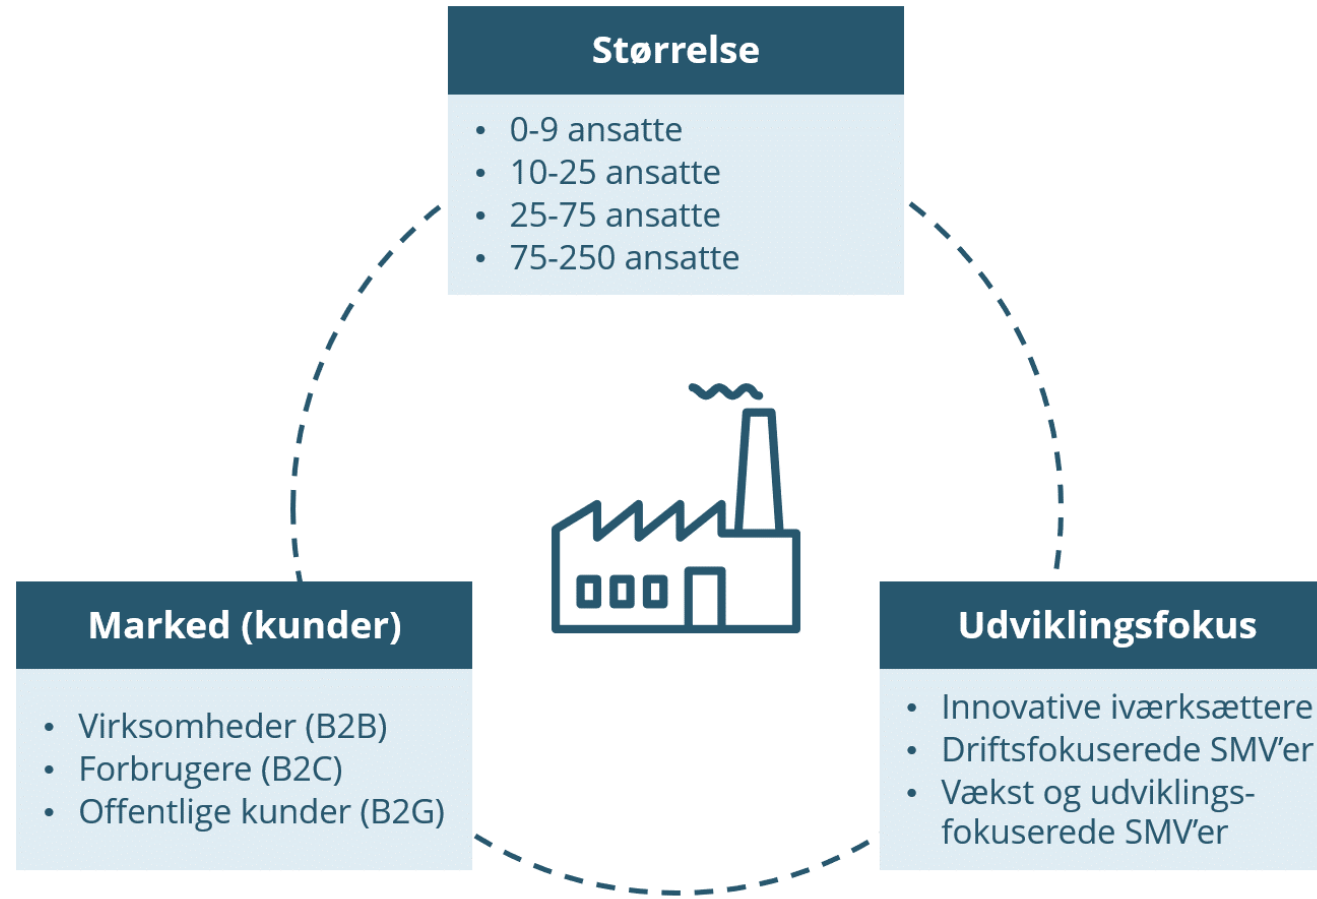 Størrelse
• 0-9 ansatte
• 10-25 ansatte
• 25-75 ansatte
• 75-250 ansatte
Marked (kunder)
• Virksomheder (B2B)
• Forbrugere (B2C)
• Offentlige kunder (B2G)
Udviklingsfokus
• Innovative iværksættere
• Driftsfokuserede SMV’er
• Vækst og udviklings-
fokuserede SMV’er